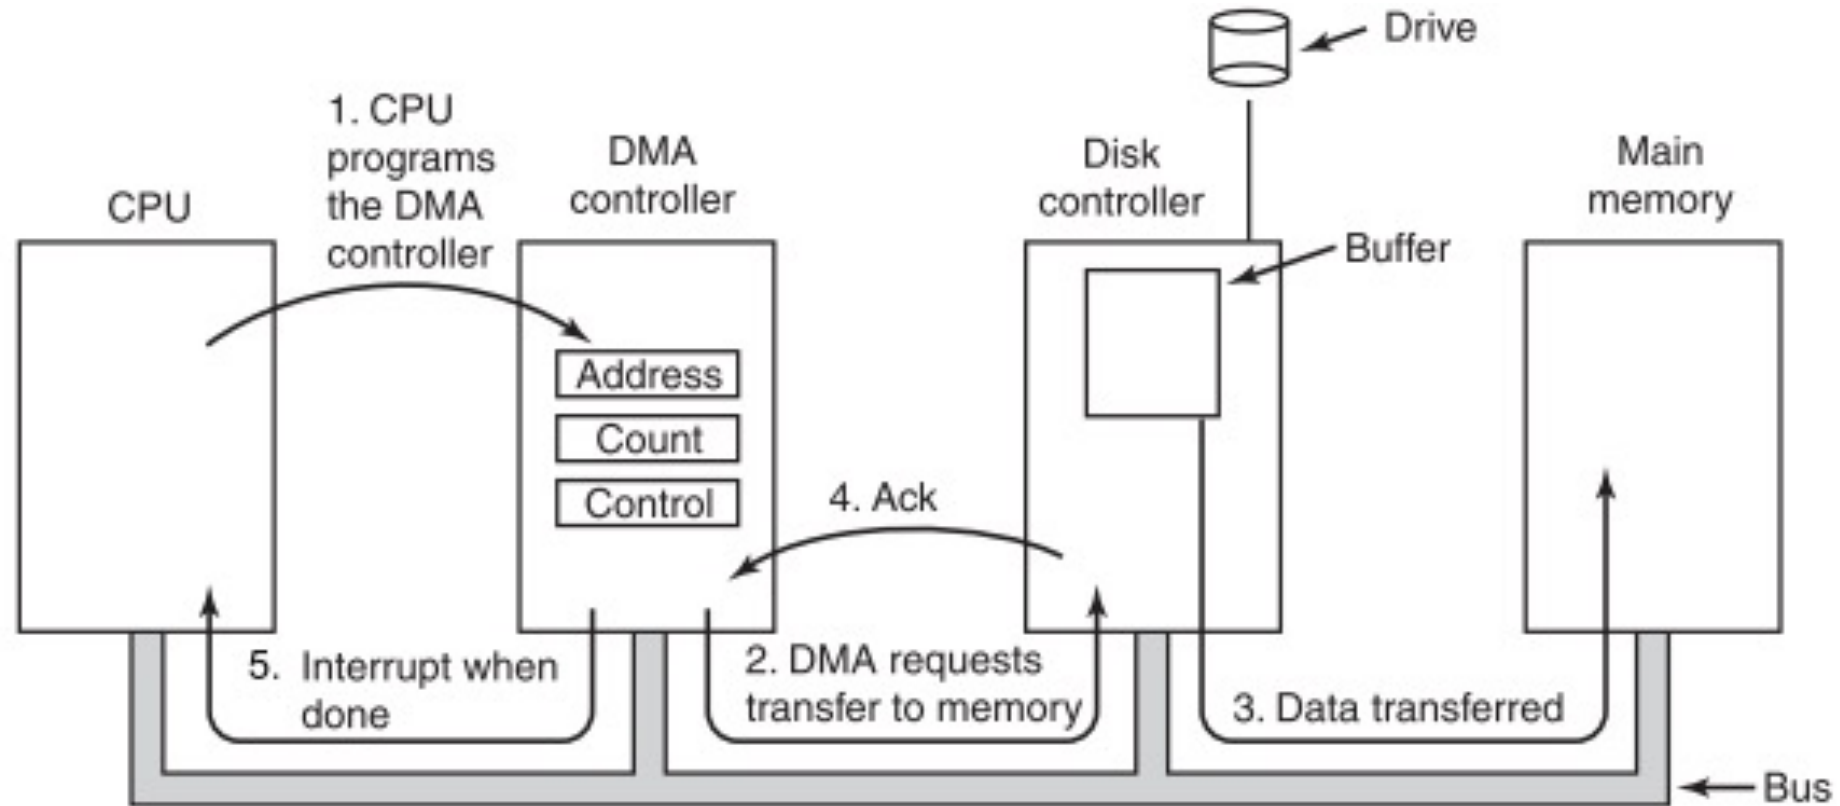 Drive
1. CPU
programs
the DMA
controller
CPU
DMA
controller
Disk
controller
Main
memory
Buffer
Address
Count
Control
4. Ack
5. Interrupt when
done
2. DMA requests
transfer to memory
3. Data transferred
Bus